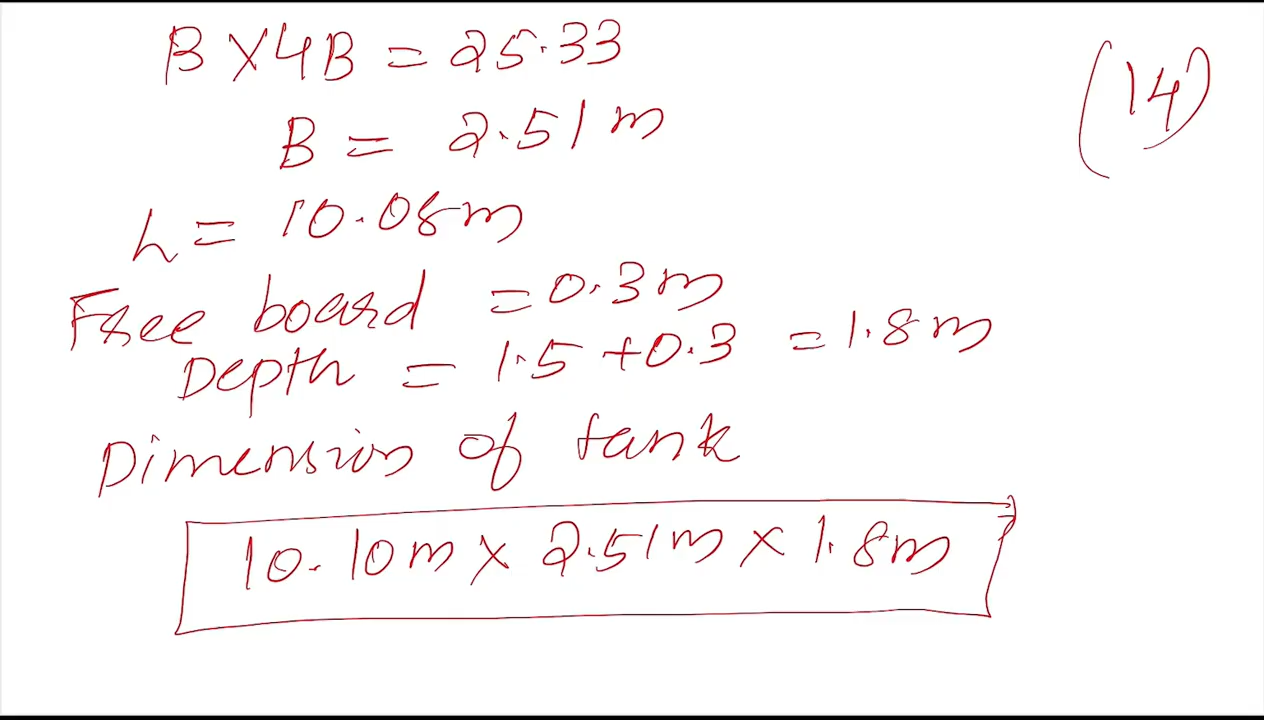 B X 4B = 25.33
(14)
B = 2.51 m
L = 10.08m
Free board = 0.3m
Depth = 1.5 + 0.3 = 1.8m
Dimension of tank
10.10m x 2.51m x 1.8m